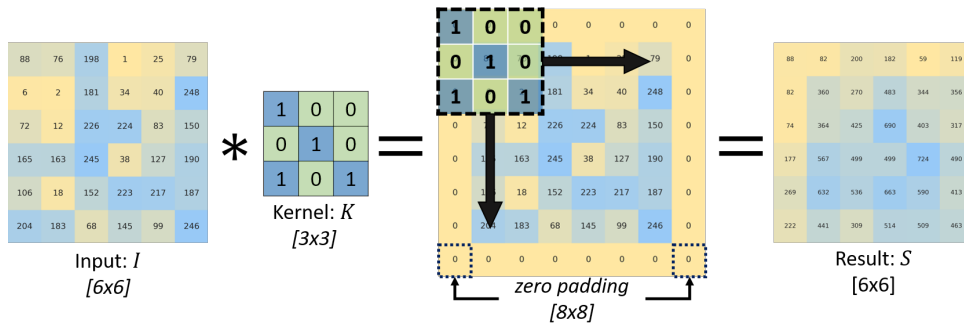 88 76 198 1 25 79
6 2 181 34 40 248
72 12 226 224 83 150
165 163 245 38 127 190
106 18 152 223 217 187
204 183 68 145 99 246
Input: I
[6x6]
*
1 0 0
0 1 0
1 0 1
Kernel: K
[3x3]
=
1 0 0 0 0 0 0 0
0 1 0 79 0
1 0 1 34 40 248 0
0 12 226 224 83 150 0
0 163 245 38 127 190 0
0 18 152 223 217 187 0
0 204 183 68 145 99 246 0
0 0 0 0 0 0 0 0
zero padding
[8x8]
=
88 82 200 182 59 119
82 360 270 483 344 356
74 364 425 690 403 317
177 567 499 499 724 490
269 632 536 663 590 413
222 441 309 514 509 463
Result: S
[6x6]